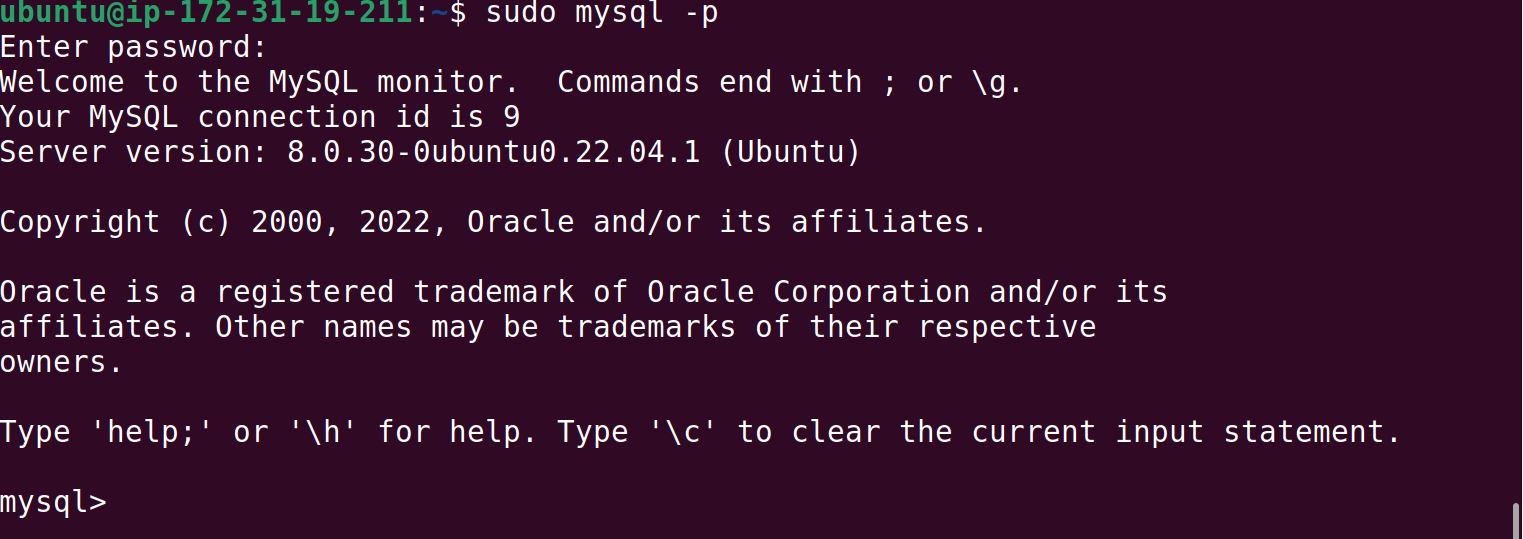 ubuntu@ip-172-31-19-211:~$ sudo mysql -p
Enter password:
Welcome to the MySQL monitor.  Commands end with ; or \g.
Your MySQL connection id is 9
Server version: 8.0.30-0ubuntu0.22.04.1 (Ubuntu)
Copyright (c) 2000, 2022, Oracle and/or its affiliates.
Oracle is a registered trademark of Oracle Corporation and/or its
affiliates. Other names may be trademarks of their respective
owners.
Type 'help;' or '\h' for help. Type '\c' to clear the current input statement.
mysql>